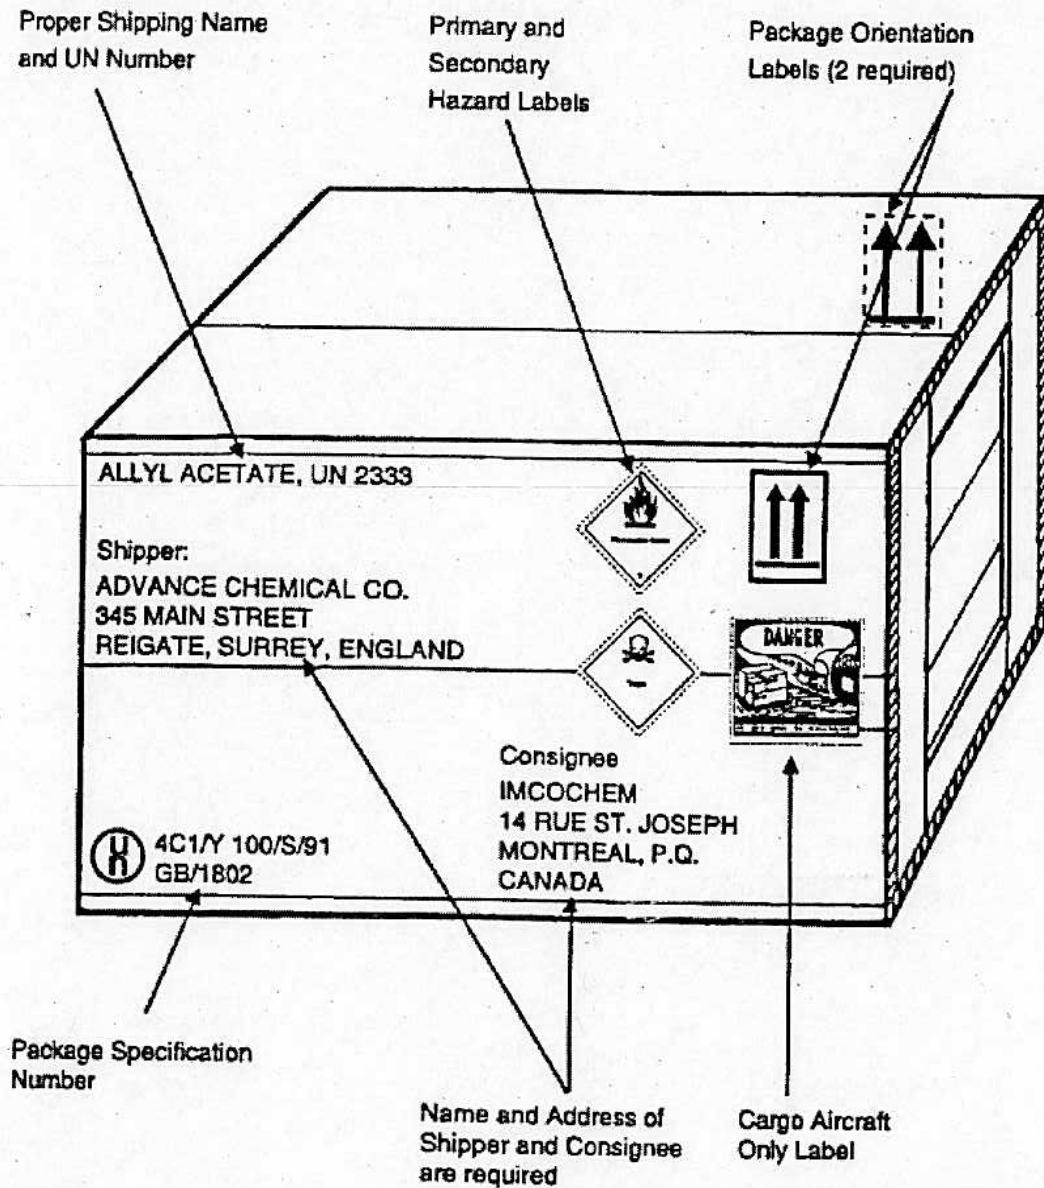 Proper Shipping Name
and UN Number
Primary and
Secondary
Hazard Labels
Package Orientation
Labels (2 required)
ALLYL ACETATE, UN 2333
Shipper:
ADVANCE CHEMICAL CO.
345 MAIN STREET
REIGATE, SURREY, ENGLAND
DANGER
Consignee
IMCOCHEM
14 RUE ST. JOSEPH
MONTREAL, P.Q.
CANADA
4C1/Y 100/S/91
GB/1802
Package Specification
Number
Name and Address of
Shipper and Consignee
are required
Cargo Aircraft
Only Label